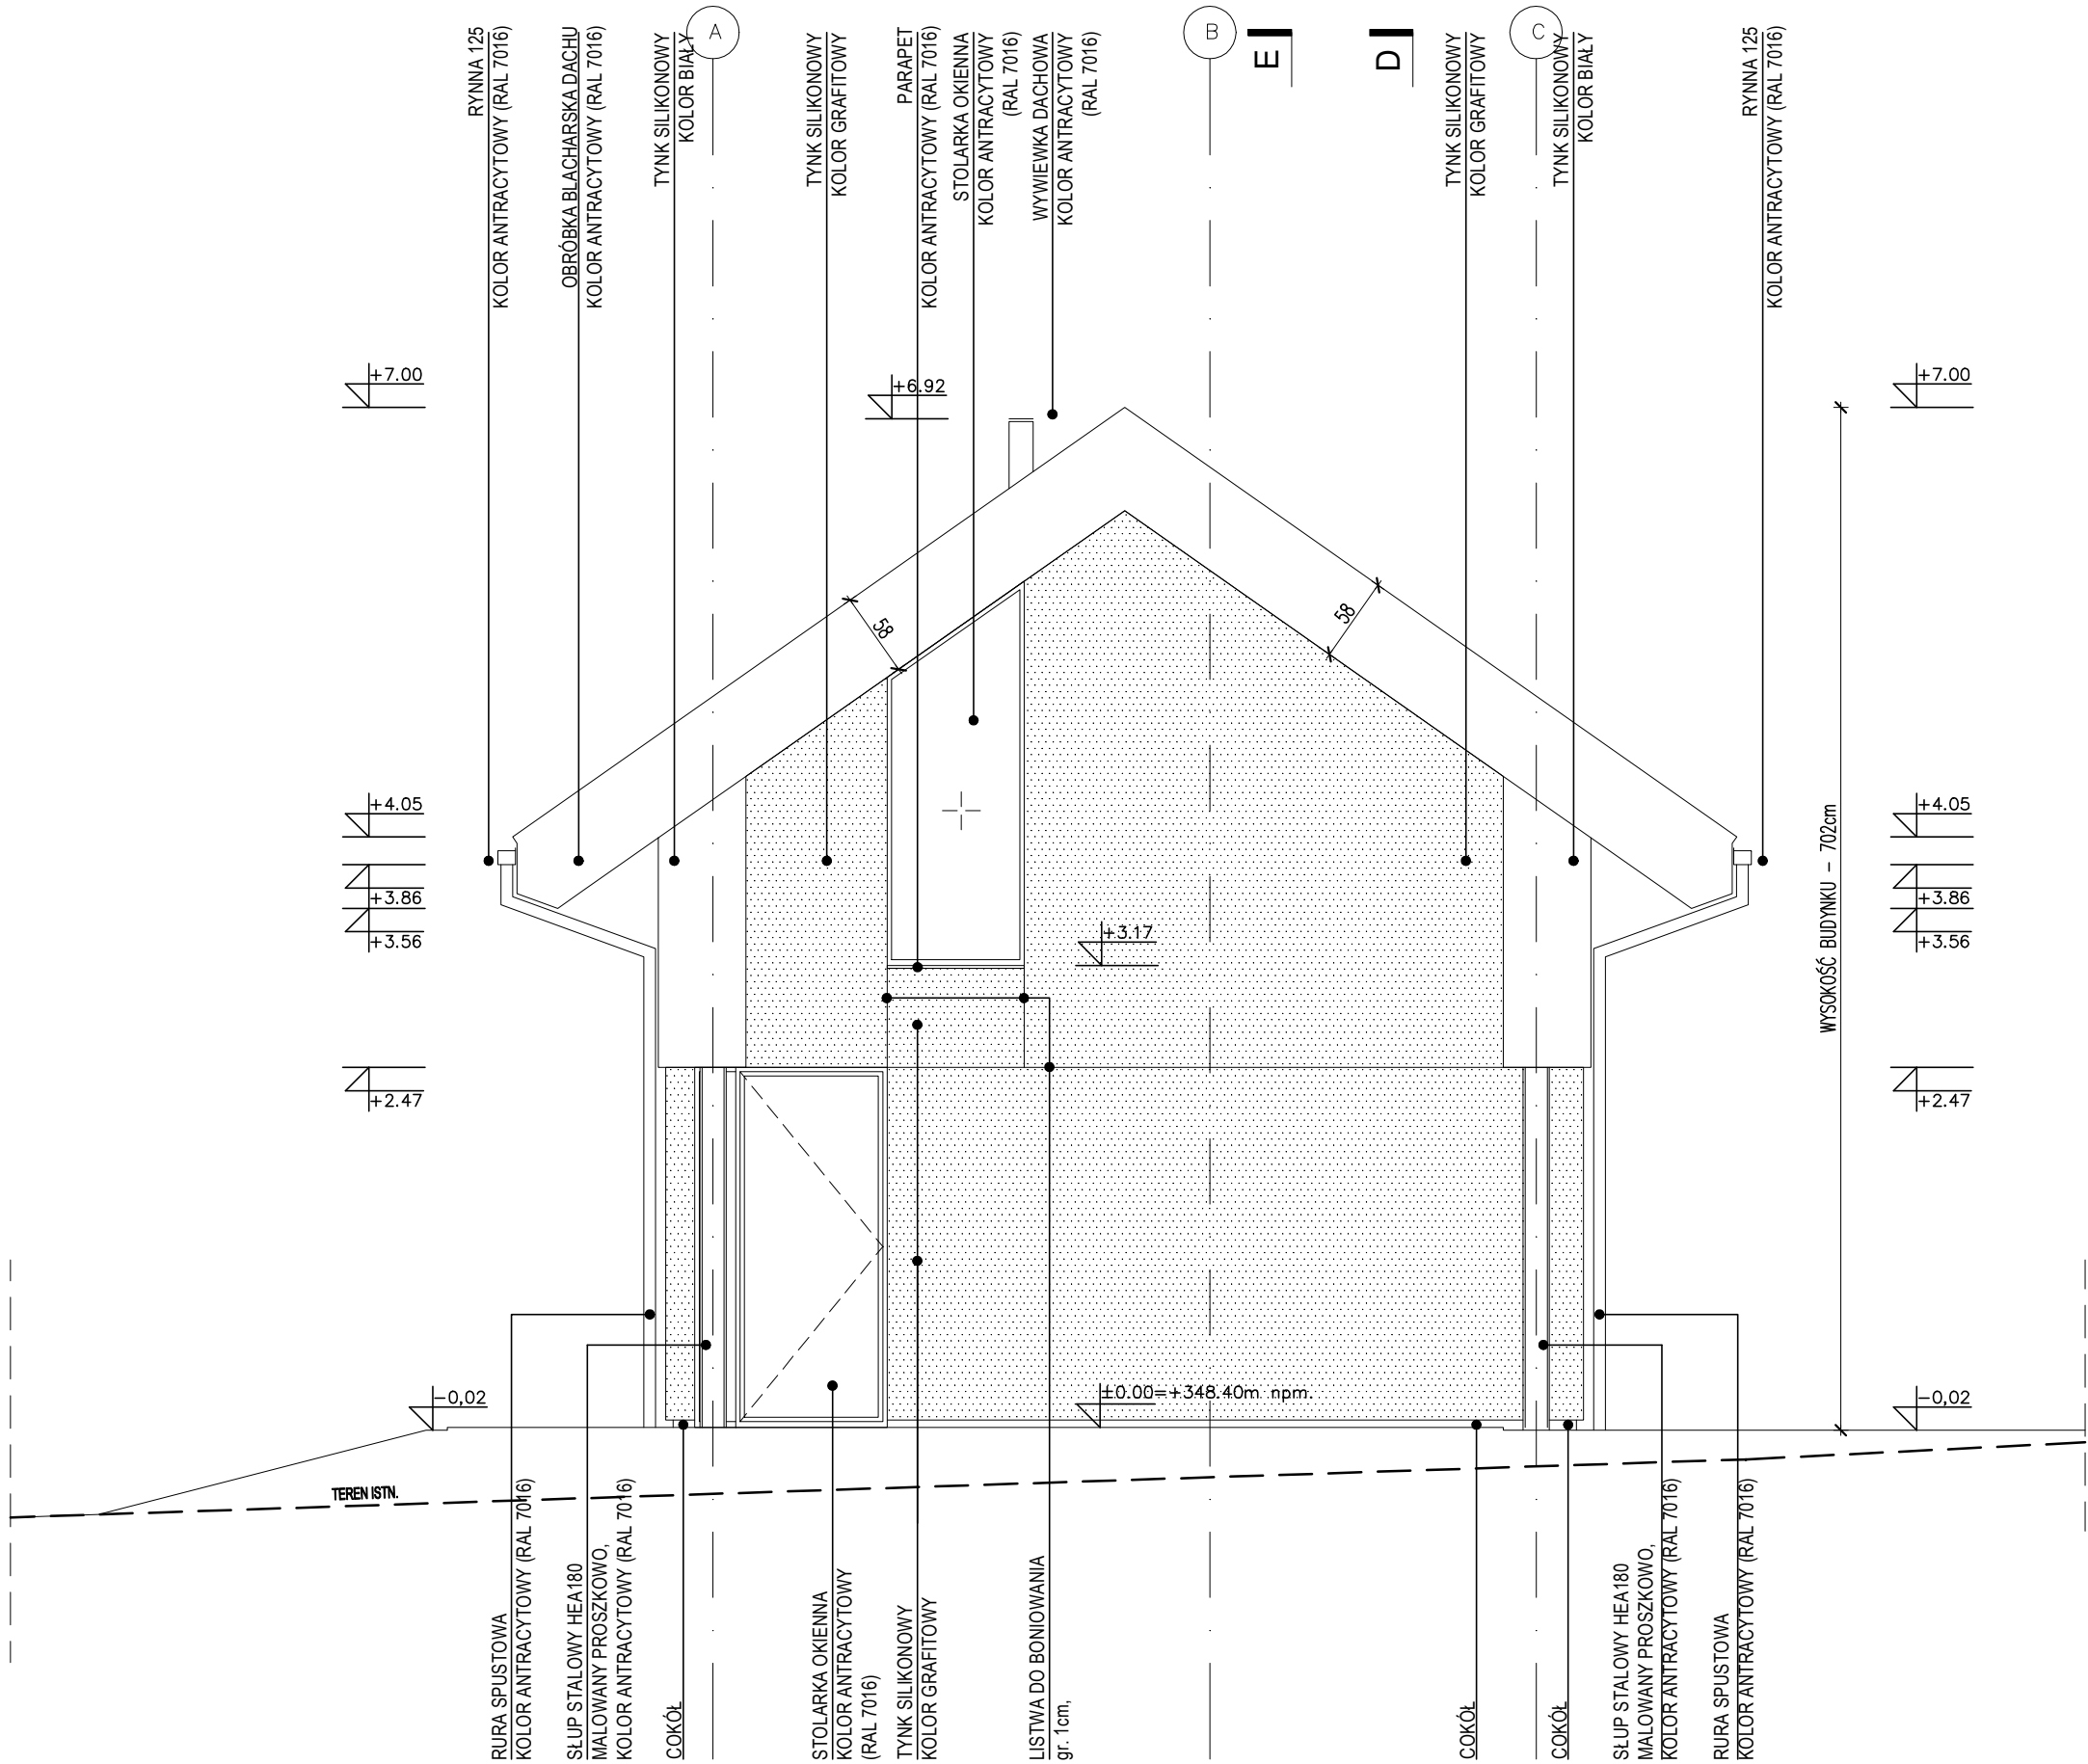 RYNNA 125
KOLOR ANTRACYTOWY (RAL 7016)
OBRÓBKA BLACHARSKA DACHU
KOLOR ANTRACYTOWY (RAL 7016)
TYNK SILIKONOWY
KOLOR BIAŁY
A
TYNK SILIKONOWY
KOLOR GRAFITOWY
PARAPET
KOLOR ANTRACYTOWY (RAL 7016)
STOLARKA OKIENNA
KOLOR ANTRACYTOWY
(RAL 7016)
WYWIEWKA DACHOWA
KOLOR ANTRACYTOWY
(RAL 7016)
B
E
D
TYNK SILIKONOWY
KOLOR GRAFITOWY
C
TYNK SILIKONOWY
KOLOR BIAŁY
RYNNA 125
KOLOR ANTRACYTOWY (RAL 7016)
+7.00
+6.92
+7.00
58
58
+4.05
+4.05
+3.86
+3.86
+3.56
+3.56
+3.17
WYSOKOŚĆ BUDYNKU – 702cm
+2.47
+2.47
-0,02
±0.00=+348.40m npm.
-0,02
TEREN ISTN.
RURA SPUSTOWA
KOLOR ANTRACYTOWY (RAL 7016)
SŁUP STALOWY HEA180
MALOWANY PROSZKOWO,
KOLOR ANTRACYTOWY (RAL 7016)
COKÓŁ
STOLARKA OKIENNA
KOLOR ANTRACYTOWY
(RAL 7016)
TYNK SILIKONOWY
KOLOR GRAFITOWY
LISTWA DO BONIOWANIA
gr. 1cm,
COKÓŁ
COKÓŁ
SŁUP STALOWY HEA180
MALOWANY PROSZKOWO,
KOLOR ANTRACYTOWY (RAL 7016)
RURA SPUSTOWA
KOLOR ANTRACYTOWY (RAL 7016)